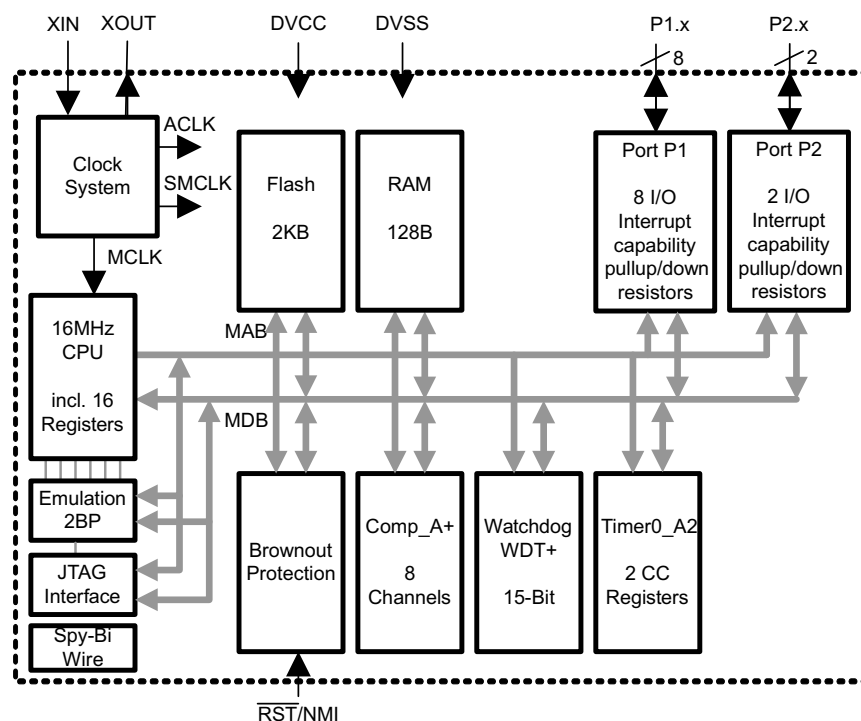 XIN
XOUT
DVCC
DVSS
P1.x
P2.x
8
2
Clock
System
ACLK
SMCLK
MCLK
Flash
2KB
RAM
128B
Port P1
8 I/O
Interrupt
capability
pullup/down
resistors
Port P2
2 I/O
Interrupt
capability
pullup/down
resistors
16MHz
CPU
incl. 16
Registers
MAB
MDB
Emulation
2BP
JTAG
Interface
Spy-Bi
Wire
Brownout
Protection
Comp_A+
8
Channels
Watchdog
WDT+
15-Bit
Timer0_A2
2 CC
Registers
R̅S̅T̅/NMI